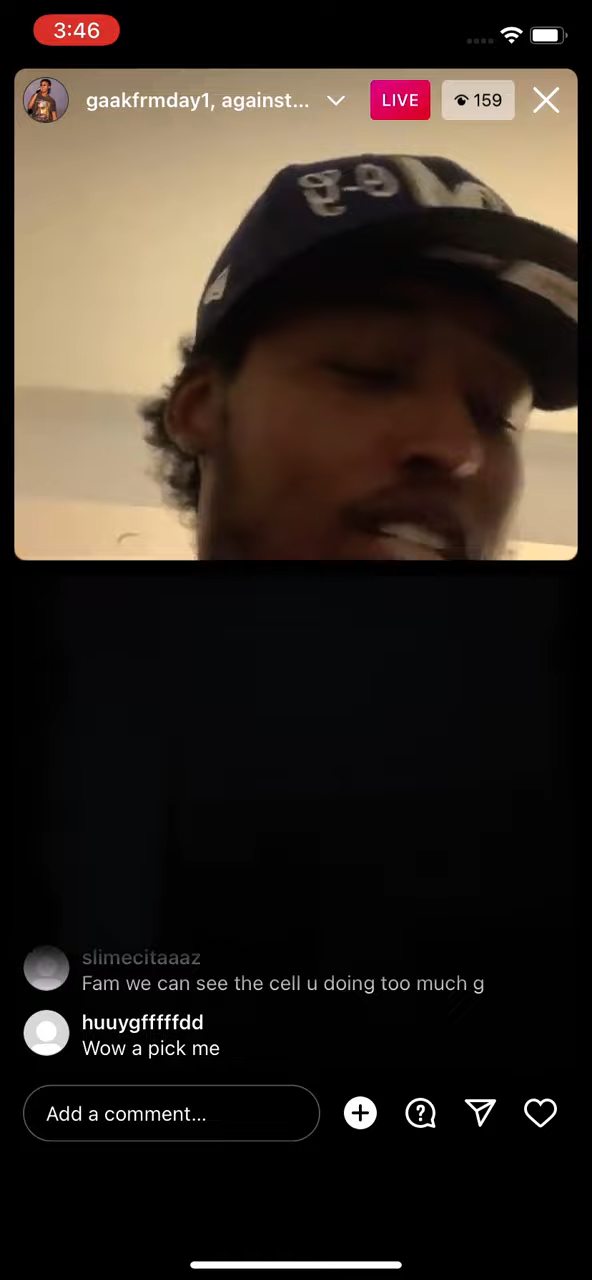 3:46
gaakfrmday1, against...
LIVE
159
slimecitaaaz
Fam we can see the cell u doing too much g
huuygfffffdd
Wow a pick me
Add a comment...